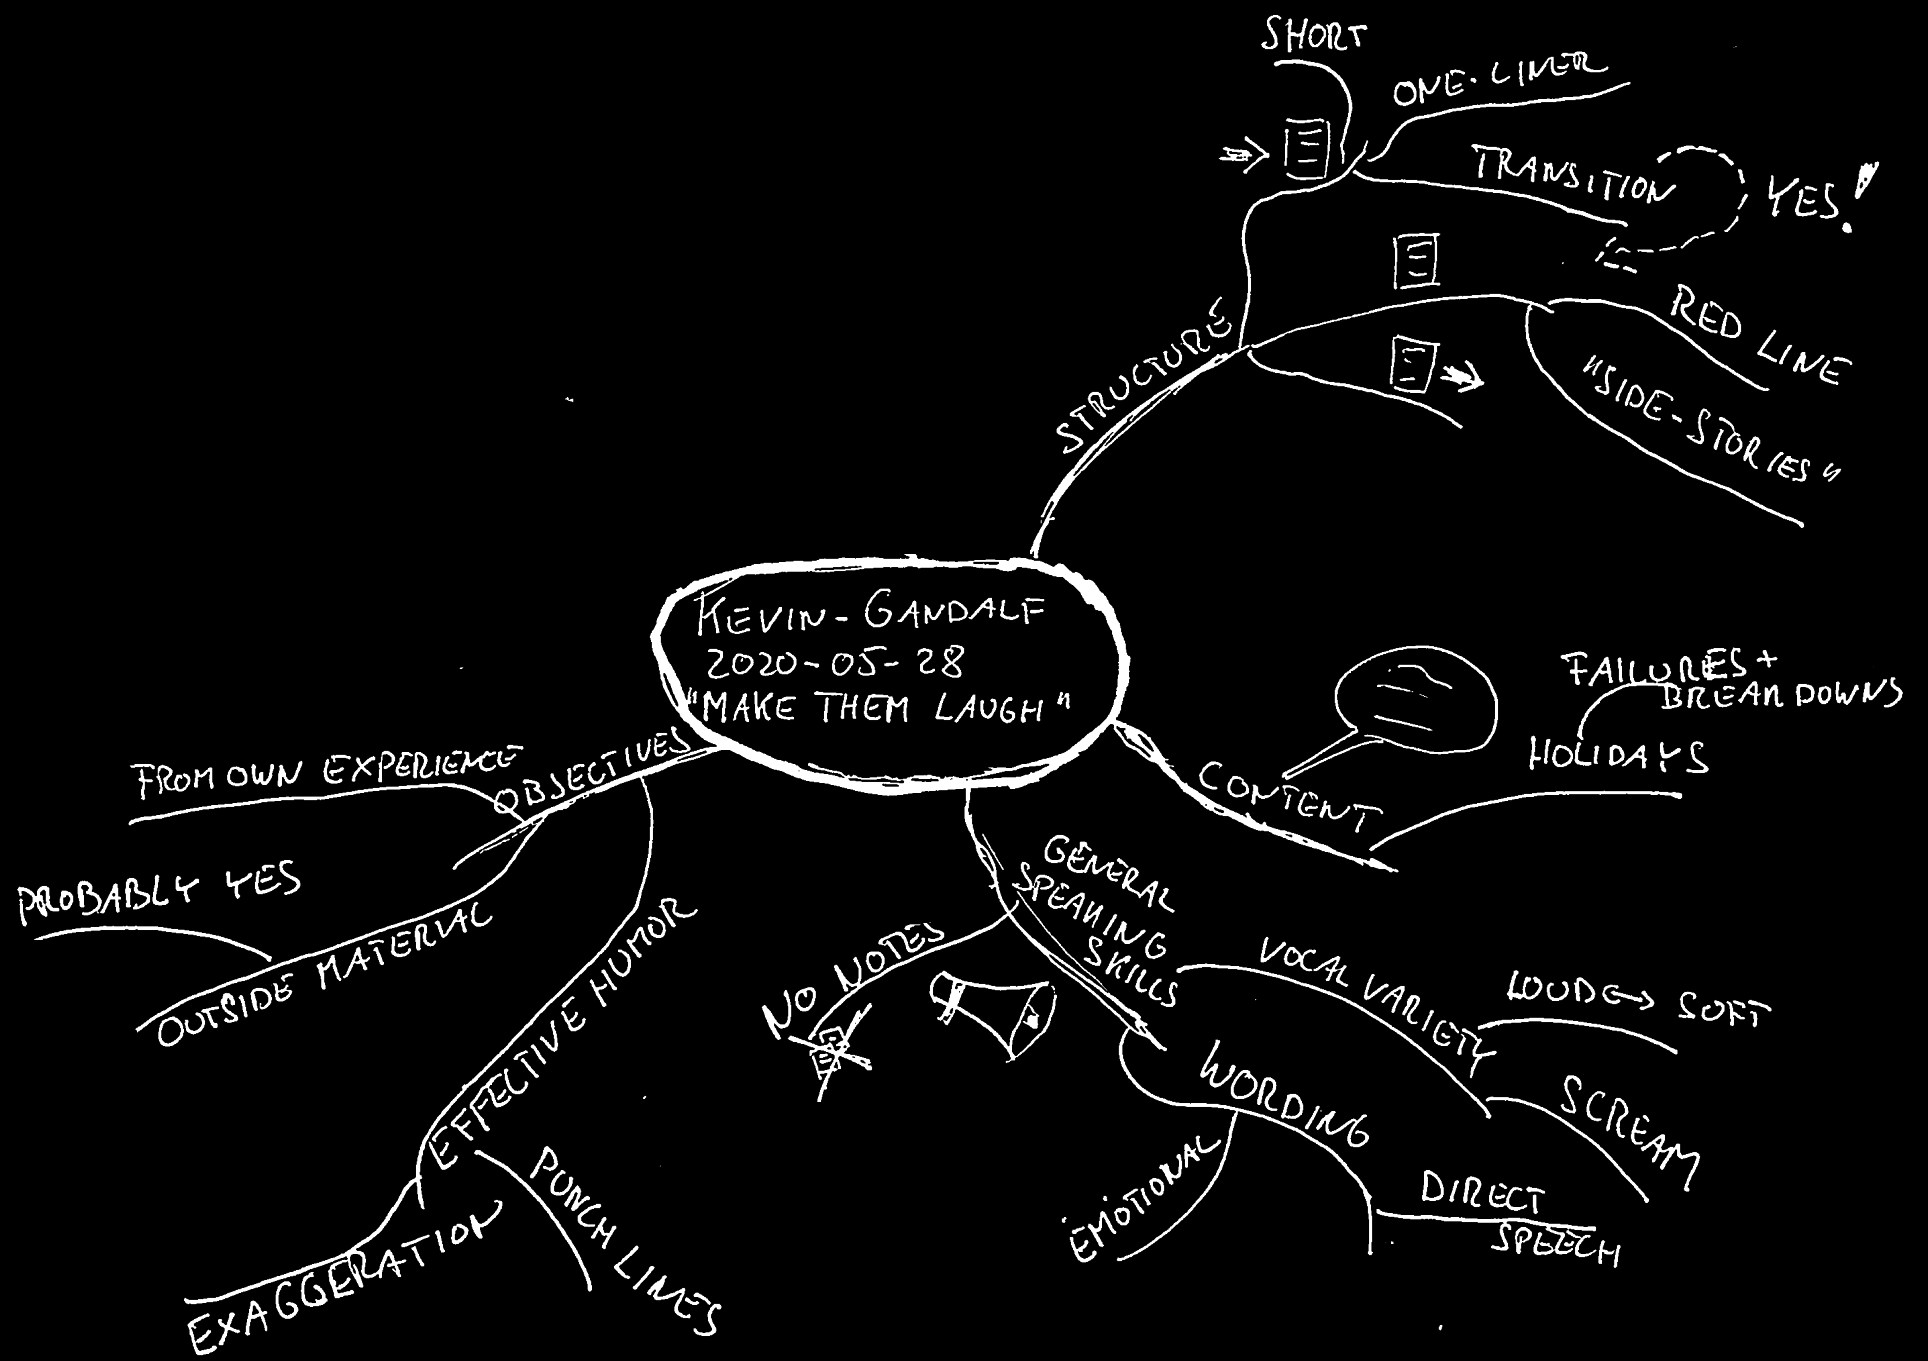 SHORT
ONE-LINER
TRANSITION
YES!
RED LINE
"SIDE-STORIES"
STRUCTURE
KEVIN-GANDALF
2020-05-28
"MAKE THEM LAUGH"
FAILURES+
BREAKDOWNS
HOLIDAYS
CONTENT
GENERAL
SPEAKING
SKILLS
VOCAL VARIETY
LOUD↔SOFT
SCREAM
WORDING
EMOTIONAL
DIRECT
SPEECH
NO NOTES
OBJECTIVES
FROM OWN EXPERIENCE
PROBABLY YES
OUTSIDE MATERIAL
EFFECTIVE HUMOR
EXAGGERATION
PUNCH LINES